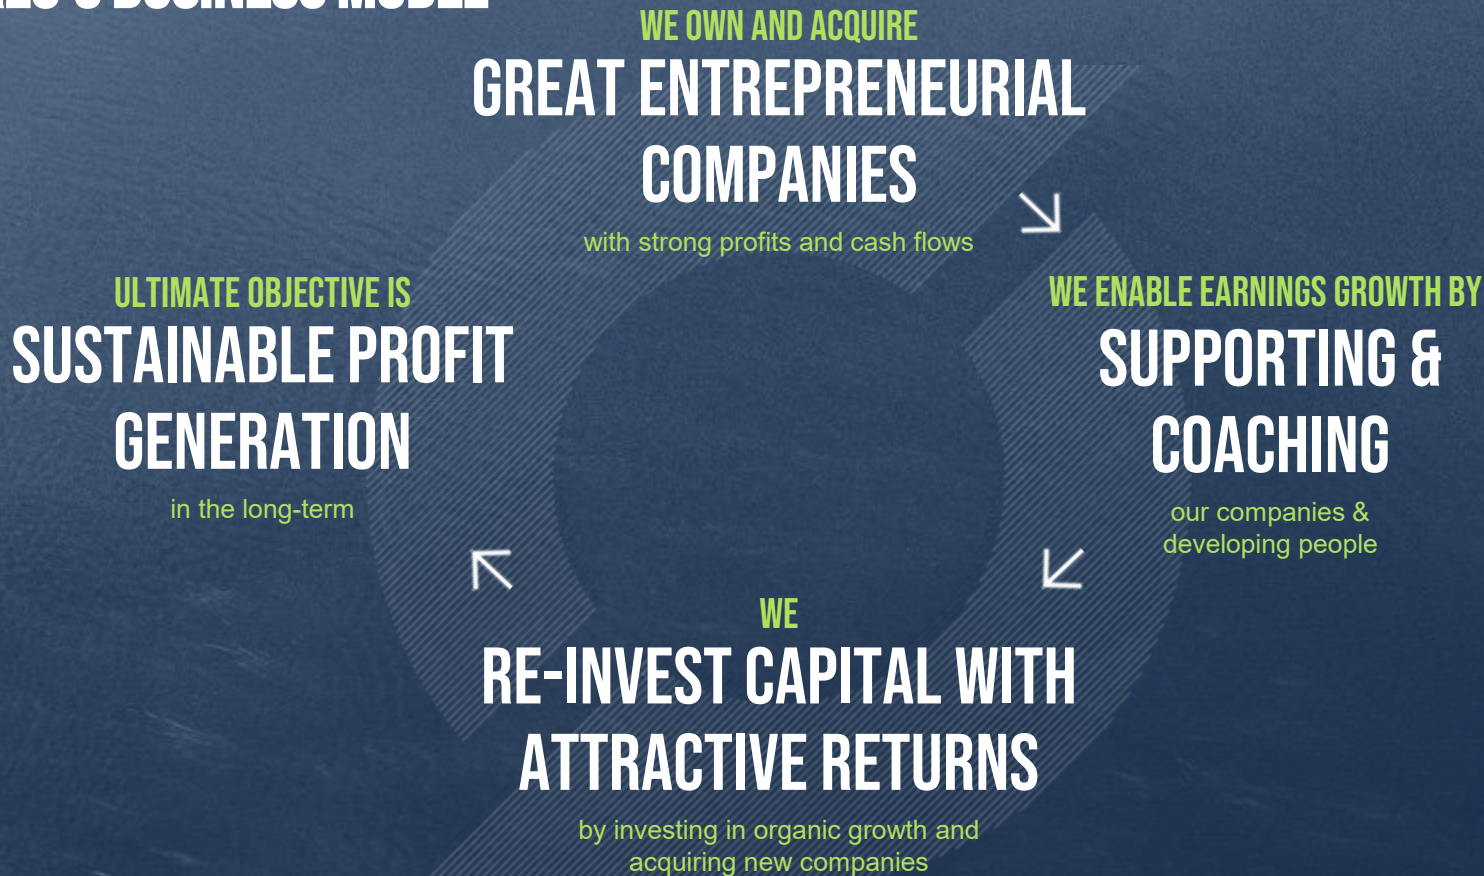 BUSINESS MODEL
WE OWN AND ACQUIRE
GREAT ENTREPRENEURIAL
COMPANIES
with strong profits and cash flows
WE ENABLE EARNINGS GROWTH BY
SUPPORTING &
COACHING
our companies &
developing people
WE
RE-INVEST CAPITAL WITH
ATTRACTIVE RETURNS
by investing in organic growth and
acquiring new companies
ULTIMATE OBJECTIVE IS
SUSTAINABLE PROFIT
GENERATION
in the long-term